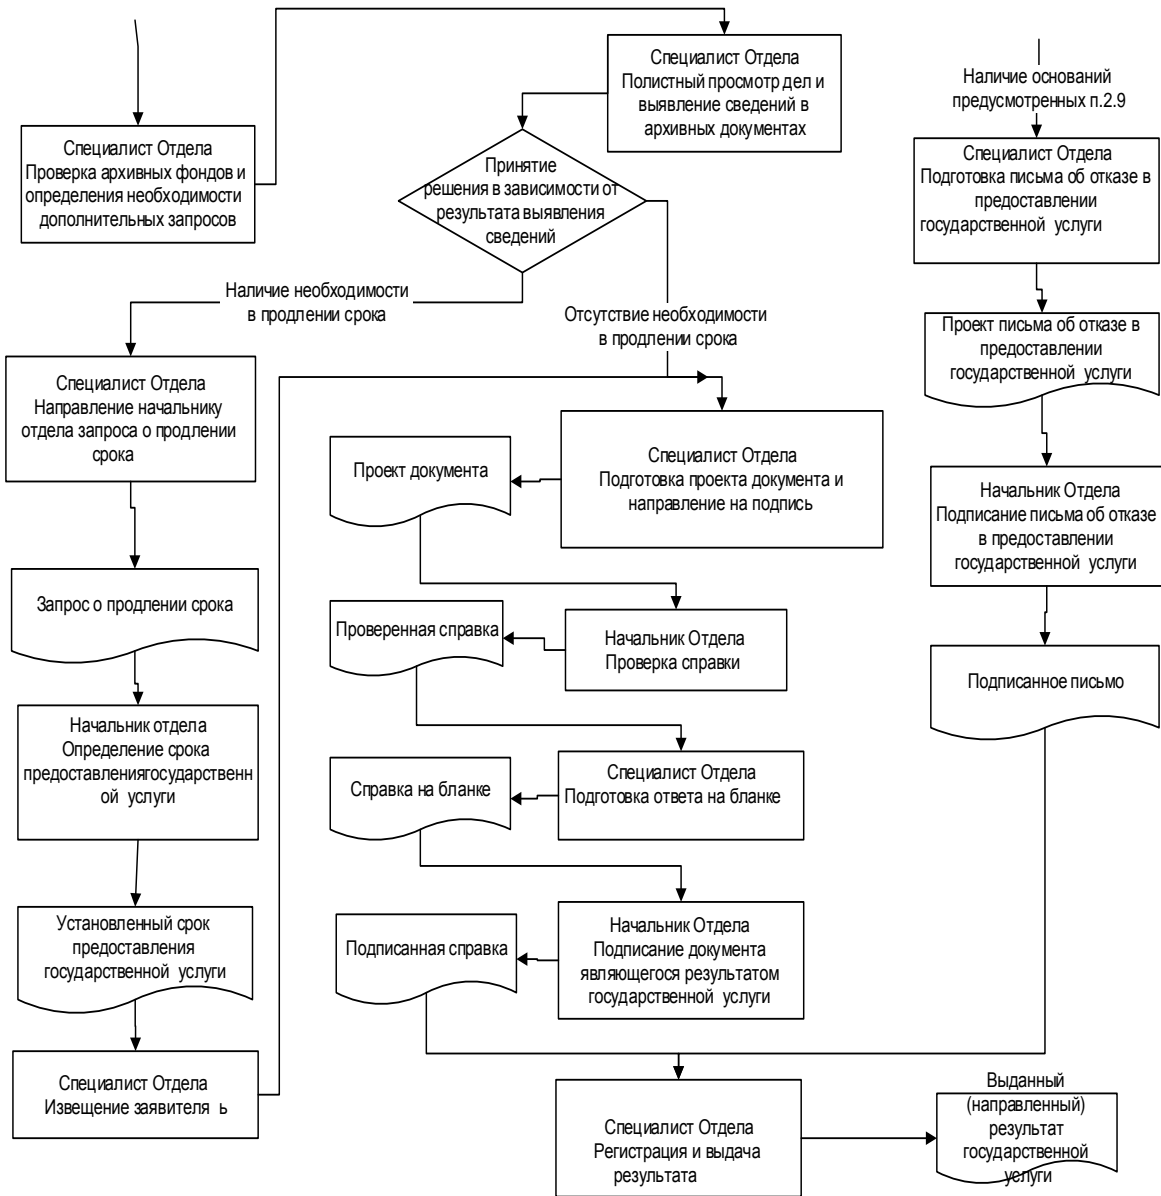 Специалист Отдела
Проверка архивных фондов и
определения необходимости
дополнительных запросов
Специалист Отдела
Полистный просмотр дел и
выявление сведений в
архивных документах
Принятие
решения в зависимости от
результата выявления
сведений
Наличие необходимости
в продлении срока
Отсутствие необходимости
в продлении срока
Специалист Отдела
Направление начальнику
отдела запроса о продлении
срока
Запрос о продлении срока
Начальник отдела
Определение срока
предоставлениягосударственн
ой услуги
Установленный срок
предоставления
государственной услуги
Специалист Отдела
Извещение заявителя ь
Специалист Отдела
Подготовка проекта документа и
направление на подпись
Проект документа
Начальник Отдела
Проверка справки
Проверенная справка
Специалист Отдела
Подготовка ответа на бланке
Справка на бланке
Начальник Отдела
Подписание документа
являющегося результатом
государственной услуги
Подписанная справка
Наличие оснований
предусмотренных п.2.9
Специалист Отдела
Подготовка письма об отказе в
предоставлении
государственной услуги
Проект письма об отказе в
предоставлении
государственной услуги
Начальник Отдела
Подписание письма об отказе
в предоставлении
государственной услуги
Подписанное письмо
Специалист Отдела
Регистрация и выдача
результата
Выданный
(направленный)
результат
государственной
услуги